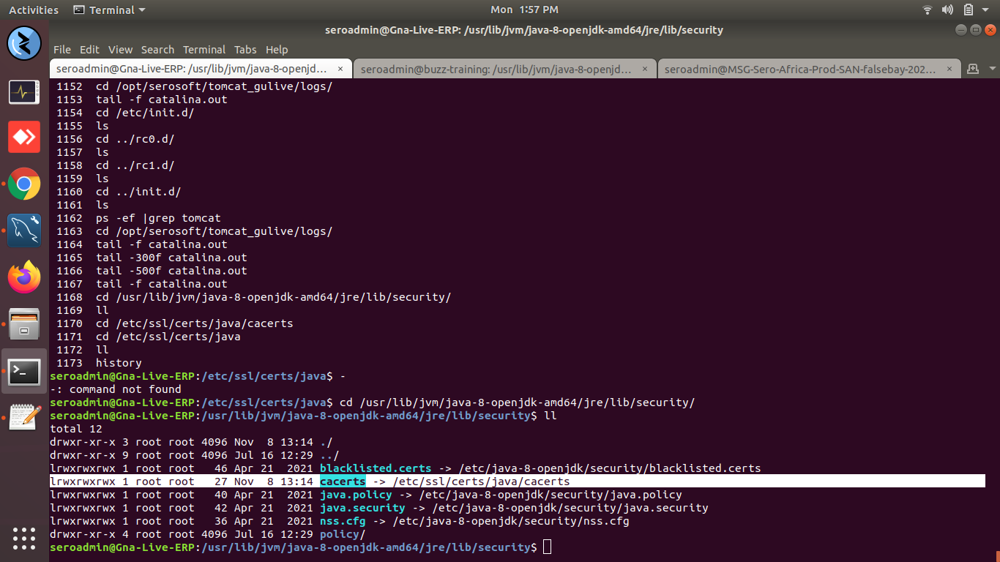 Activities Terminal Mon 1:57 PM
seroadmin@Gna-Live-ERP: /usr/lib/jvm/java-8-openjdk-amd64/jre/lib/security
File Edit View Search Terminal Tabs Help
seroadmin@Gna-Live-ERP: /usr/lib/jvm/java-8-openjd... × seroadmin@buzz-training: /usr/lib/jvm/java-8-openjd... × seroadmin@MSG-Sero-Africa-Prod-SAN-falsebay-202... ×
1152 cd /opt/serosoft/tomcat_gulive/logs/
1153 tail -f catalina.out
1154 cd /etc/init.d/
1155 ls
1156 cd ../rc0.d/
1157 ls
1158 cd ../rc1.d/
1159 ls
1160 cd ../init.d/
1161 ls
1162 ps -ef |grep tomcat
1163 cd /opt/serosoft/tomcat_gulive/logs/
1164 tail -f catalina.out
1165 tail -300f catalina.out
1166 tail -500f catalina.out
1167 tail -f catalina.out
1168 cd /usr/lib/jvm/java-8-openjdk-amd64/jre/lib/security/
1169 ll
1170 cd /etc/ssl/certs/java/cacerts
1171 cd /etc/ssl/certs/java
1172 ll
1173 history
seroadmin@Gna-Live-ERP:/etc/ssl/certs/java$ -
-: command not found
seroadmin@Gna-Live-ERP:/etc/ssl/certs/java$ cd /usr/lib/jvm/java-8-openjdk-amd64/jre/lib/security/
seroadmin@Gna-Live-ERP:/usr/lib/jvm/java-8-openjdk-amd64/jre/lib/security$ ll
total 12
drwxr-xr-x 3 root root 4096 Nov 8 13:14 ./
drwxr-xr-x 9 root root 4096 Jul 16 12:29 ../
lrwxrwxrwx 1 root root 46 Apr 21 2021 blacklisted.certs -> /etc/java-8-openjdk/security/blacklisted.certs
lrwxrwxrwx 1 root root 27 Nov 8 13:14 cacerts -> /etc/ssl/certs/java/cacerts
lrwxrwxrwx 1 root root 40 Apr 21 2021 java.policy -> /etc/java-8-openjdk/security/java.policy
lrwxrwxrwx 1 root root 42 Apr 21 2021 java.security -> /etc/java-8-openjdk/security/java.security
lrwxrwxrwx 1 root root 36 Apr 21 2021 nss.cfg -> /etc/java-8-openjdk/security/nss.cfg
drwxr-xr-x 4 root root 4096 Jul 16 12:29 policy/
seroadmin@Gna-Live-ERP:/usr/lib/jvm/java-8-openjdk-amd64/jre/lib/security$